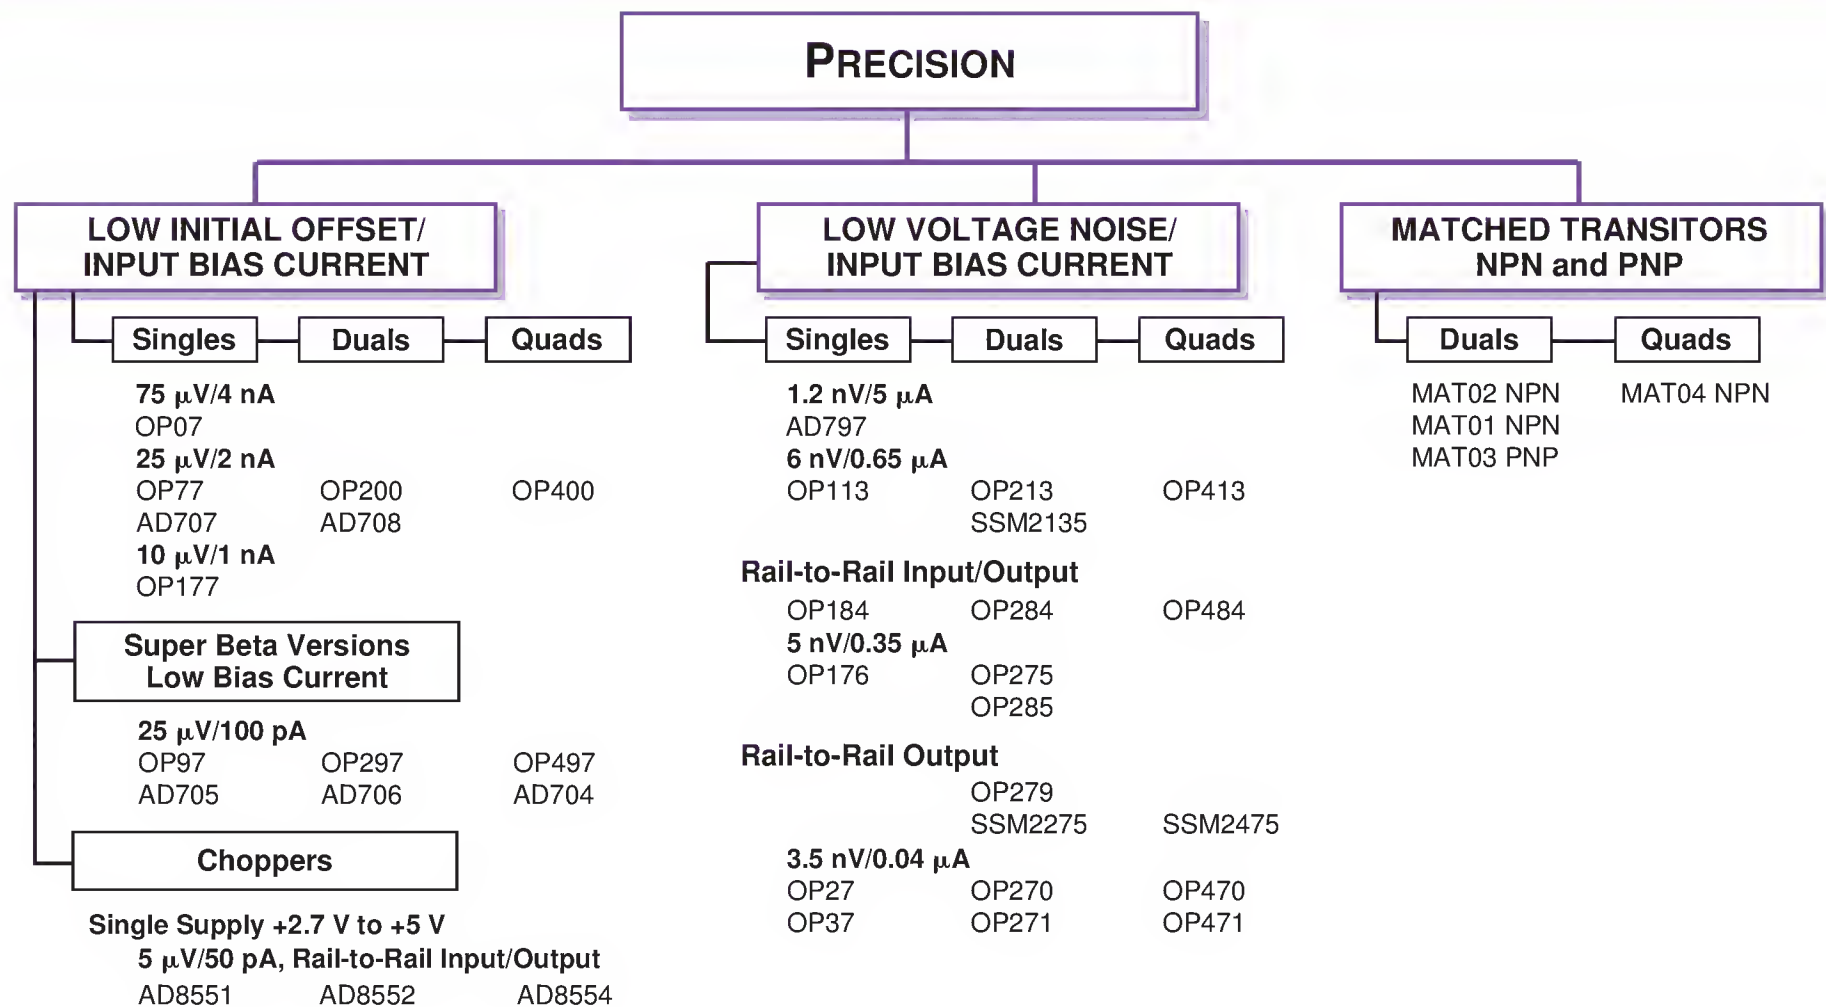 PRECISION
LOW INITIAL OFFSET/
INPUT BIAS CURRENT
Singles Duals Quads
75 μV/4 nA
OP07
25 μV/2 nA
OP77 OP200 OP400
AD707 AD708
10 μV/1 nA
OP177
Super Beta Versions
Low Bias Current
25 μV/100 pA
OP97 OP297 OP497
AD705 AD706 AD704
Choppers
Single Supply +2.7 V to +5 V
5 μV/50 pA, Rail-to-Rail Input/Output
AD8551 AD8552 AD8554
LOW VOLTAGE NOISE/
INPUT BIAS CURRENT
Singles Duals Quads
1.2 nV/5 μA
AD797
6 nV/0.65 μA
OP113 OP213 OP413
SSM2135
Rail-to-Rail Input/Output
OP184 OP284 OP484
5 nV/0.35 μA
OP176 OP275
OP285
Rail-to-Rail Output
OP279
SSM2275 SSM2475
3.5 nV/0.04 μA
OP27 OP270 OP470
OP37 OP271 OP471
MATCHED TRANSITORS
NPN and PNP
Duals Quads
MAT02 NPN MAT04 NPN
MAT01 NPN
MAT03 PNP